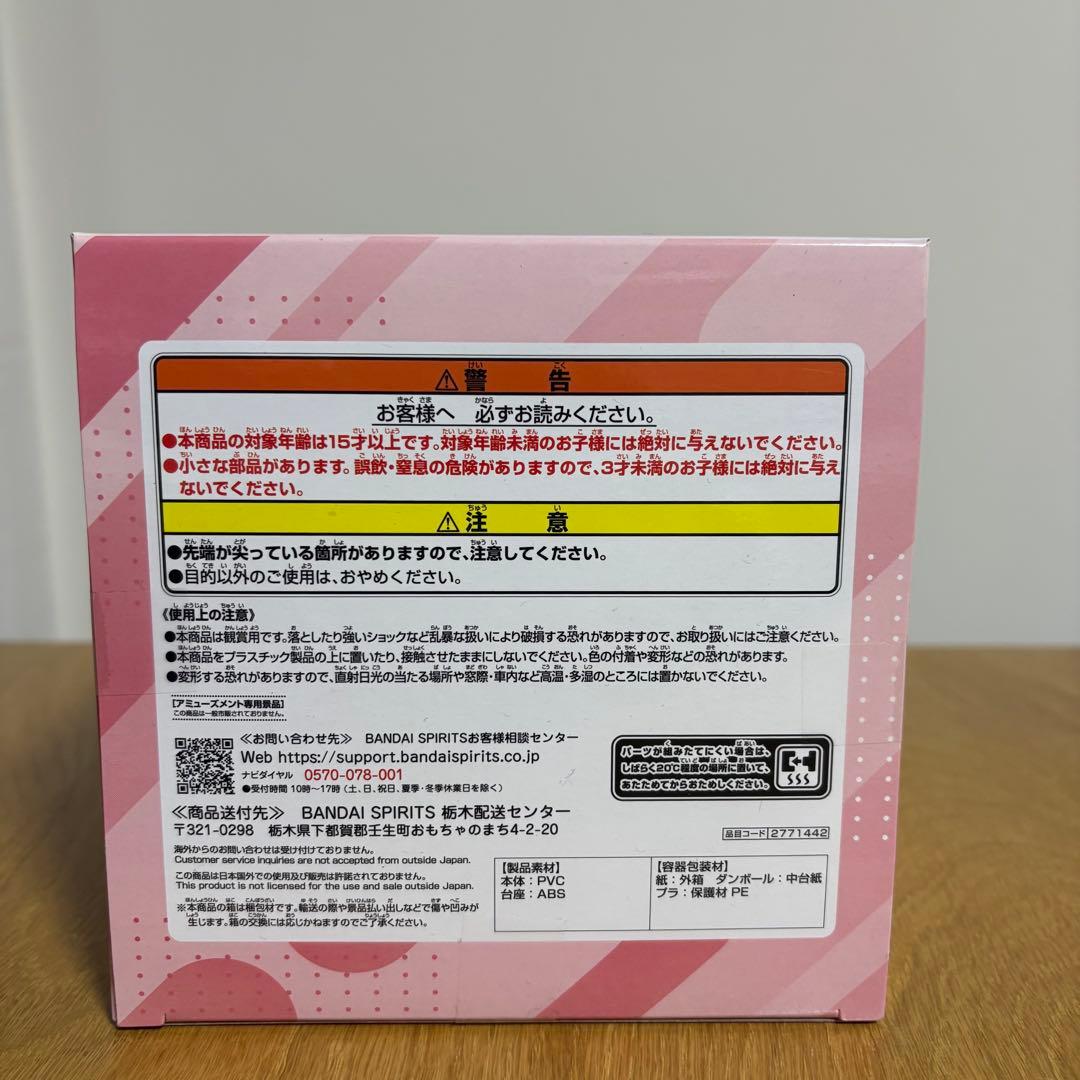 ⚠警告
お客様へ 必ずお読みください。
●本商品の対象年齢は15才以上です。対象年齢未満のお子様には絶対に与えないでください。
●小さな部品があります。誤飲・窒息の危険がありますので、3才未満のお子様には絶対に与え
ないでください。
⚠注意
●先端が尖っている箇所がありますので、注意してください。
●目的以外のご使用は、おやめください。
《使用上の注意》
●本商品は観賞用です。落としたり強いショックなど乱暴な扱いにより破損する恐れがありますので、お取り扱いにはご注意ください。
●本商品をプラスチック製品の上に置いたり、接触させたままにしないでください。色の付着や変形などの恐れがあります。
●変形する恐れがありますので、直射日光の当たる場所や窓際・車内など高温・多湿のところには置かないでください。
【アミューズメント専用景品】
この商品は一般市販されておりません。
≪お問い合わせ先≫ BANDAI SPIRITSお客様相談センター
Web https://support.bandaispirits.co.jp
ナビダイヤル 0570-078-001
●受付時間 10時～17時(土、日、祝日、夏季・冬季休業日を除く)
パーツが組みたてにくい場合は、
しばらく20℃程度の場所に置いて、
あたためてからおためしください。
≪商品送付先≫ BANDAI SPIRITS 栃木配送センター
〒321-0298 栃木県下都賀郡壬生町おもちゃのまち4-2-20
品目コード 2771442
海外からのお問い合わせは受け付けておりません。
Customer service inquiries are not accepted from outside Japan.
この商品は日本国外での使用及び販売は許諾されておりません。
This product is not licensed for the use and sale outside Japan.
※本商品の箱は梱包材です。輸送の際や景品払い出しなどで傷や凹みが
生じます。箱の交換には応じかねますのでご了承ください。
【製品素材】
本体：PVC
台座：ABS
【容器包装材】
紙：外箱 ダンボール：中台紙
プラ：保護材 PE